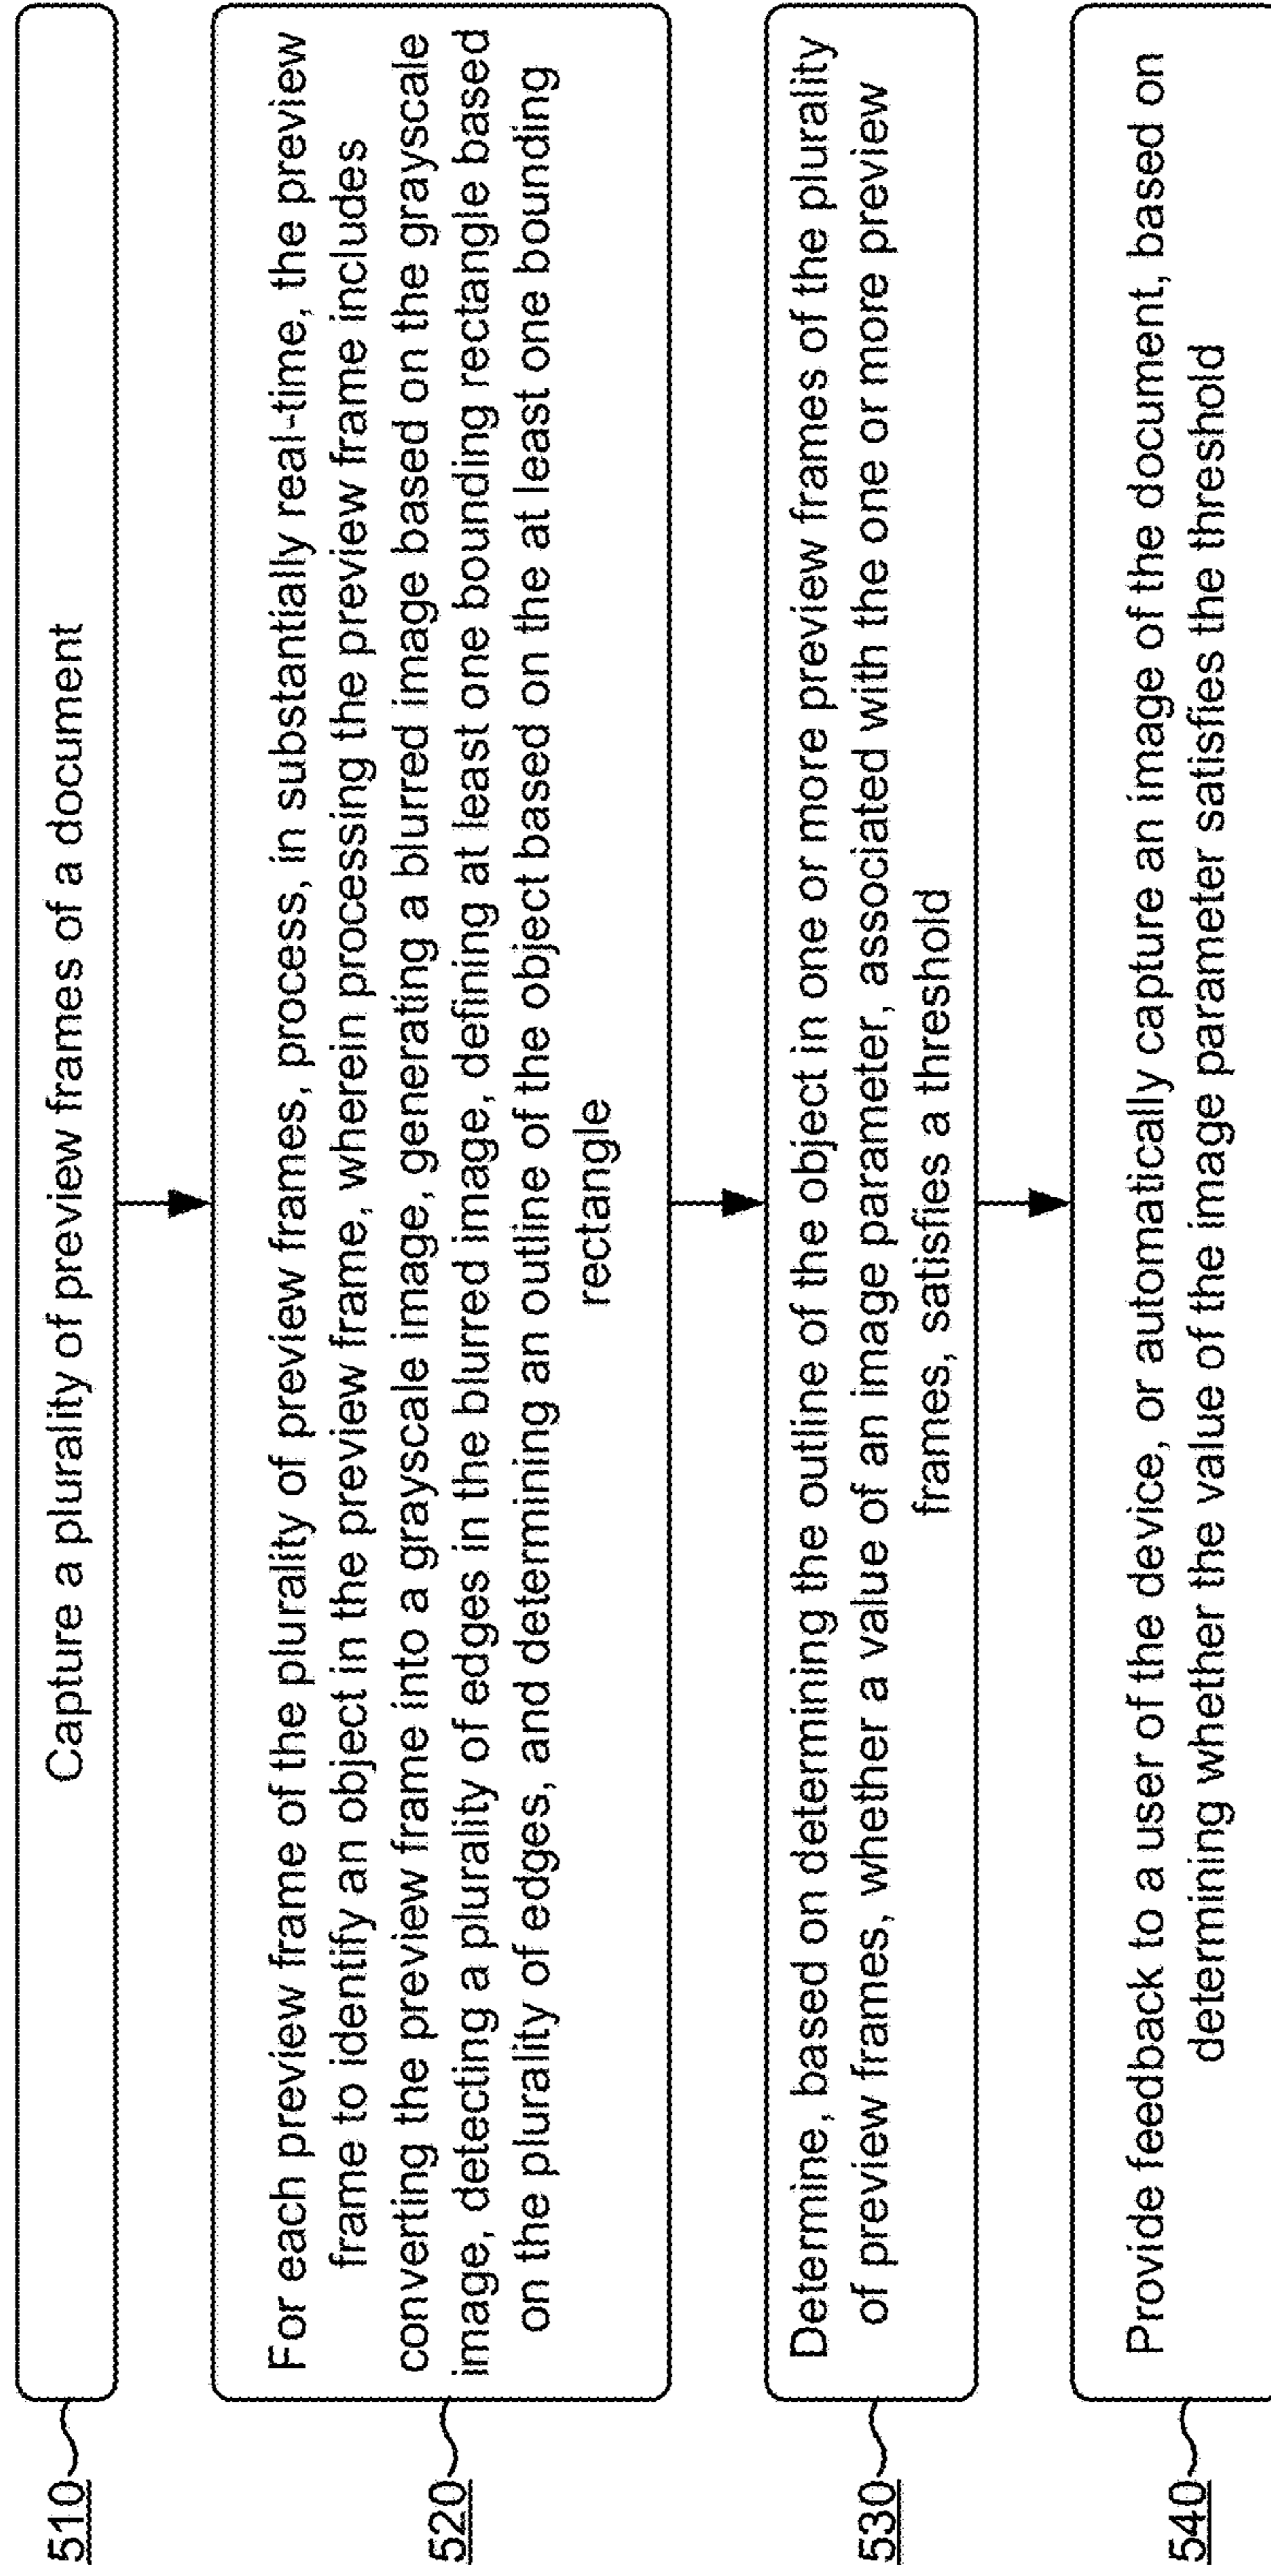 510
Capture a plurality of preview frames of a document
520
For each preview frame of the plurality of preview frames, process, in substantially real-time, the preview
frame to identify an object in the preview frame, wherein processing the preview frame includes
converting the preview frame into a grayscale image, generating a blurred image based on the grayscale
image, detecting a plurality of edges in the blurred image, defining at least one bounding rectangle based
on the plurality of edges, and determining an outline of the object based on the at least one bounding
rectangle
530
Determine, based on determining the outline of the object in one or more preview frames of the plurality
of preview frames, whether a value of an image parameter, associated with the one or more preview
frames, satisfies a threshold
540
Provide feedback to a user of the device, or automatically capture an image of the document, based on
determining whether the value of the image parameter satisfies the threshold